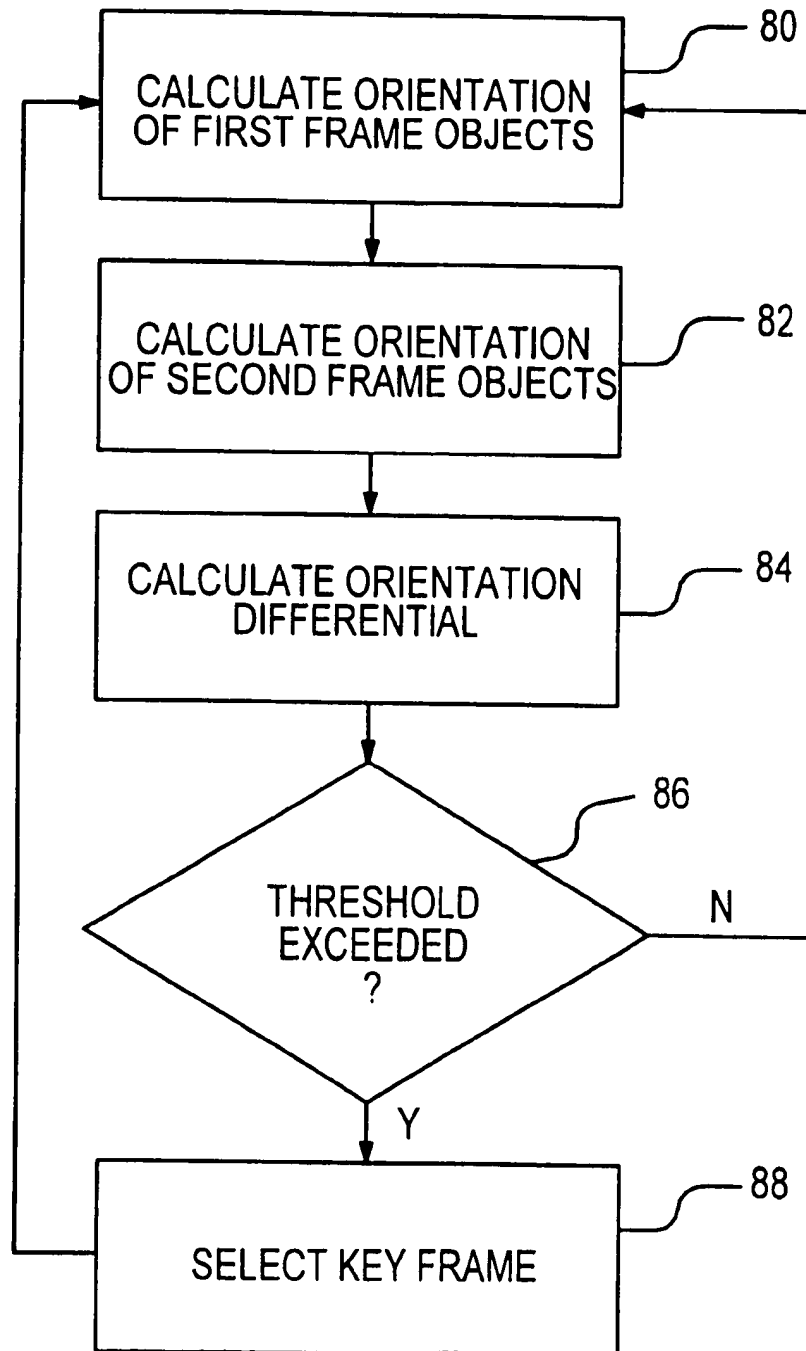 80
CALCULATE ORIENTATION
OF FIRST FRAME OBJECTS
82
CALCULATE ORIENTATION
OF SECOND FRAME OBJECTS
84
CALCULATE ORIENTATION
DIFFERENTIAL
86
THRESHOLD
EXCEEDED
?
N
Y
88
SELECT KEY FRAME